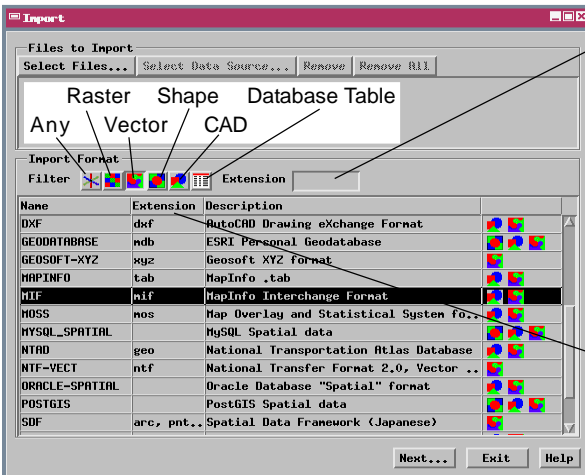 Import
Files to Import
Select Files... Select Data Source... Remove Remove All
Raster Shape Database Table
Any Vector CAD
Import Format
Filter Extension
Name Extension Description
DXF dxf AutoCAD Drawing eXchange Format
GEODATABASE mdb ESRI Personal Geodatabase
GEOSOFT-XYZ xyz Geosoft XYZ format
MAPINFO tab MapInfo .tab
MIF mif MapInfo Interchange Format
MOSS mos Map Overlay and Statistical System fo..
MYSQL_SPATIAL MySQL Spatial data
NTAD geo National Transportation Atlas Database
NTF-VECT ntf National Transfer Format 2.0, Vector ..
ORACLE-SPATIAL Oracle Database "Spatial" format
POSTGIS PostGIS Spatial data
SDF arc, pnt.. Spatial Data Framework (Japanese)
Next... Exit Help